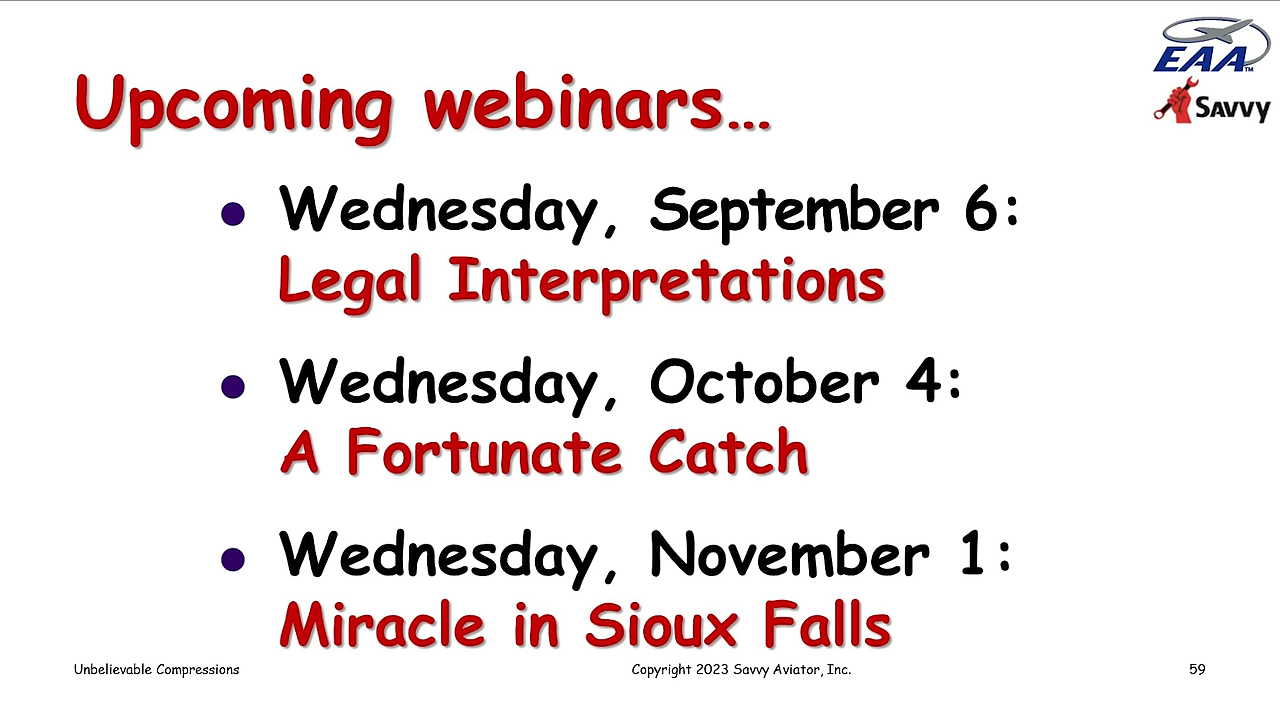 EAA™
Savvy
Upcoming webinars…
● Wednesday, September 6:
Legal Interpretations
● Wednesday, October 4:
A Fortunate Catch
● Wednesday, November 1:
Miracle in Sioux Falls
Unbelievable Compressions
Copyright 2023 Savvy Aviator, Inc.
59